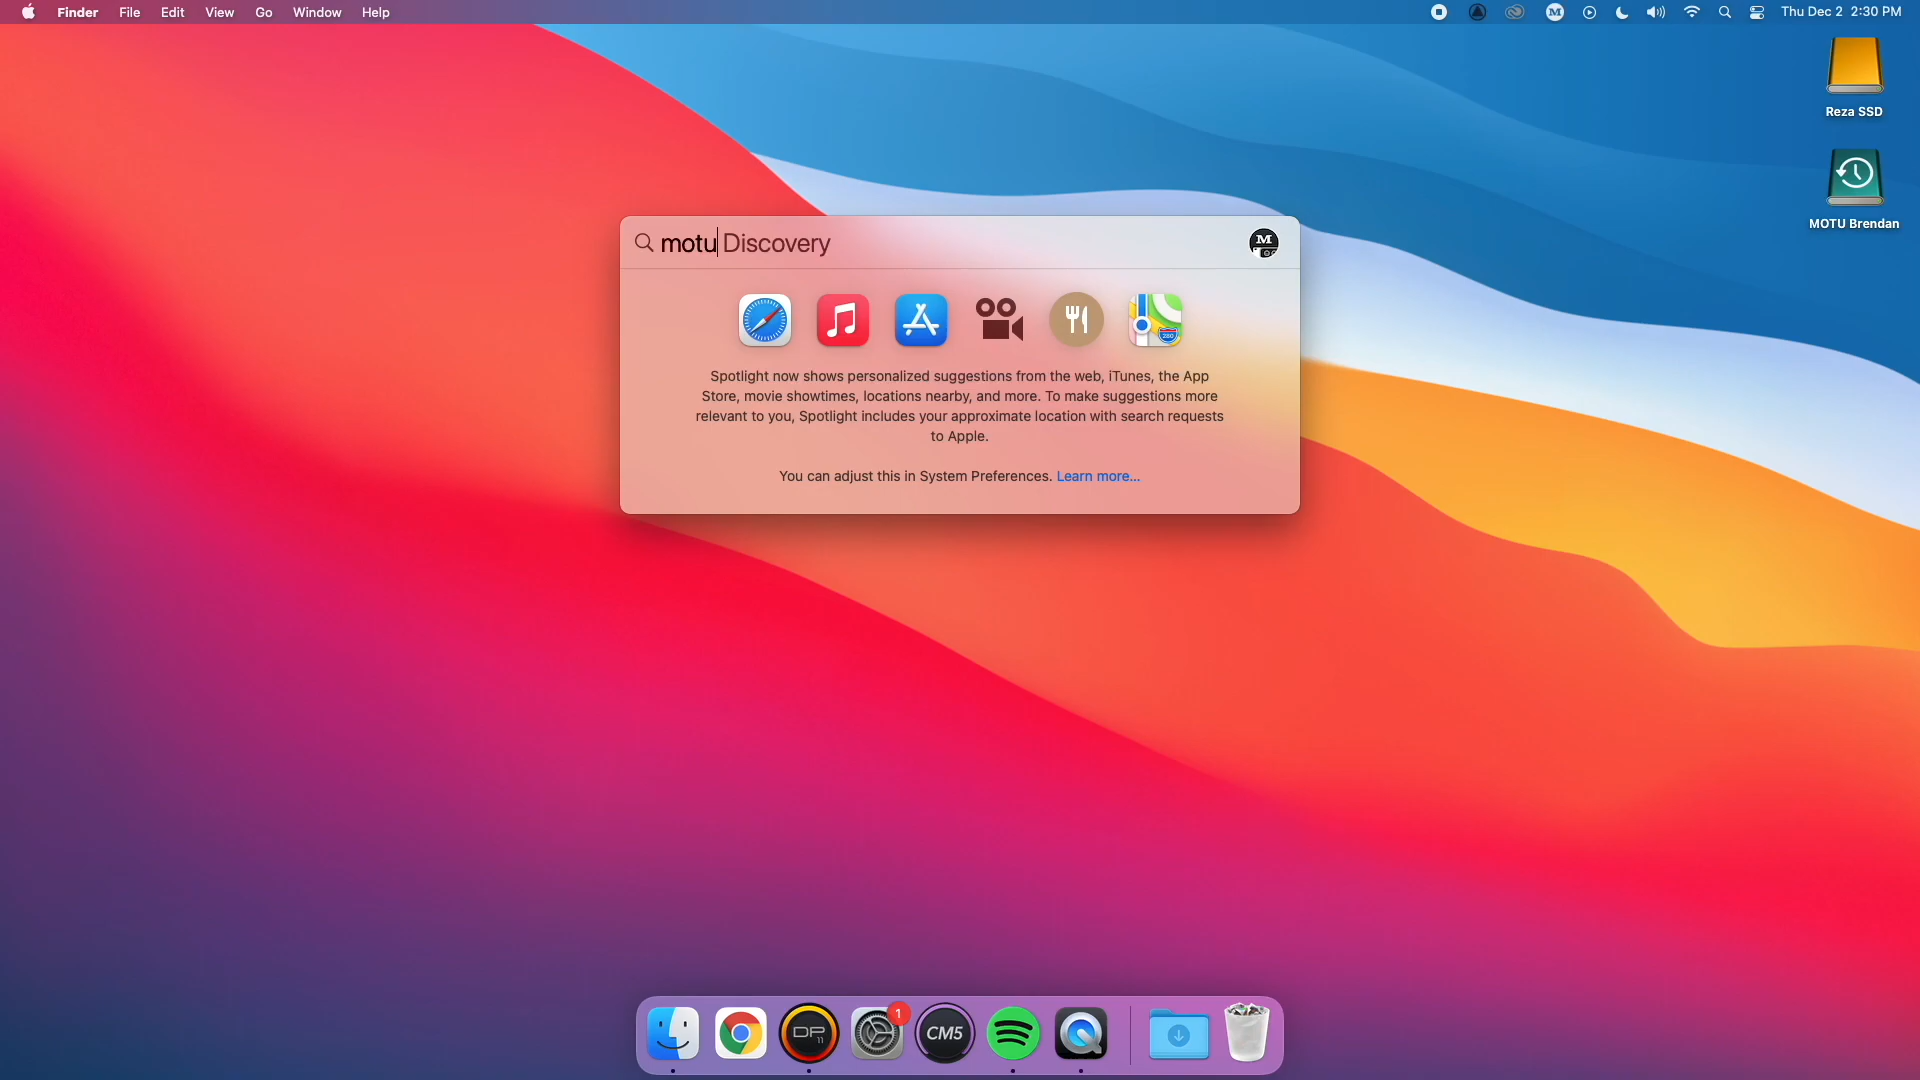 Finder File Edit View Go Window Help
M
Thu Dec 2 2:30 PM
Reza SSD
MOTU Brendan
motu Discovery
M
280
Spotlight now shows personalized suggestions from the web, iTunes, the App
Store, movie showtimes, locations nearby, and more. To make suggestions more
relevant to you, Spotlight includes your approximate location with search requests
to Apple.
You can adjust this in System Preferences. Learn more...
DP
11
1
CM5